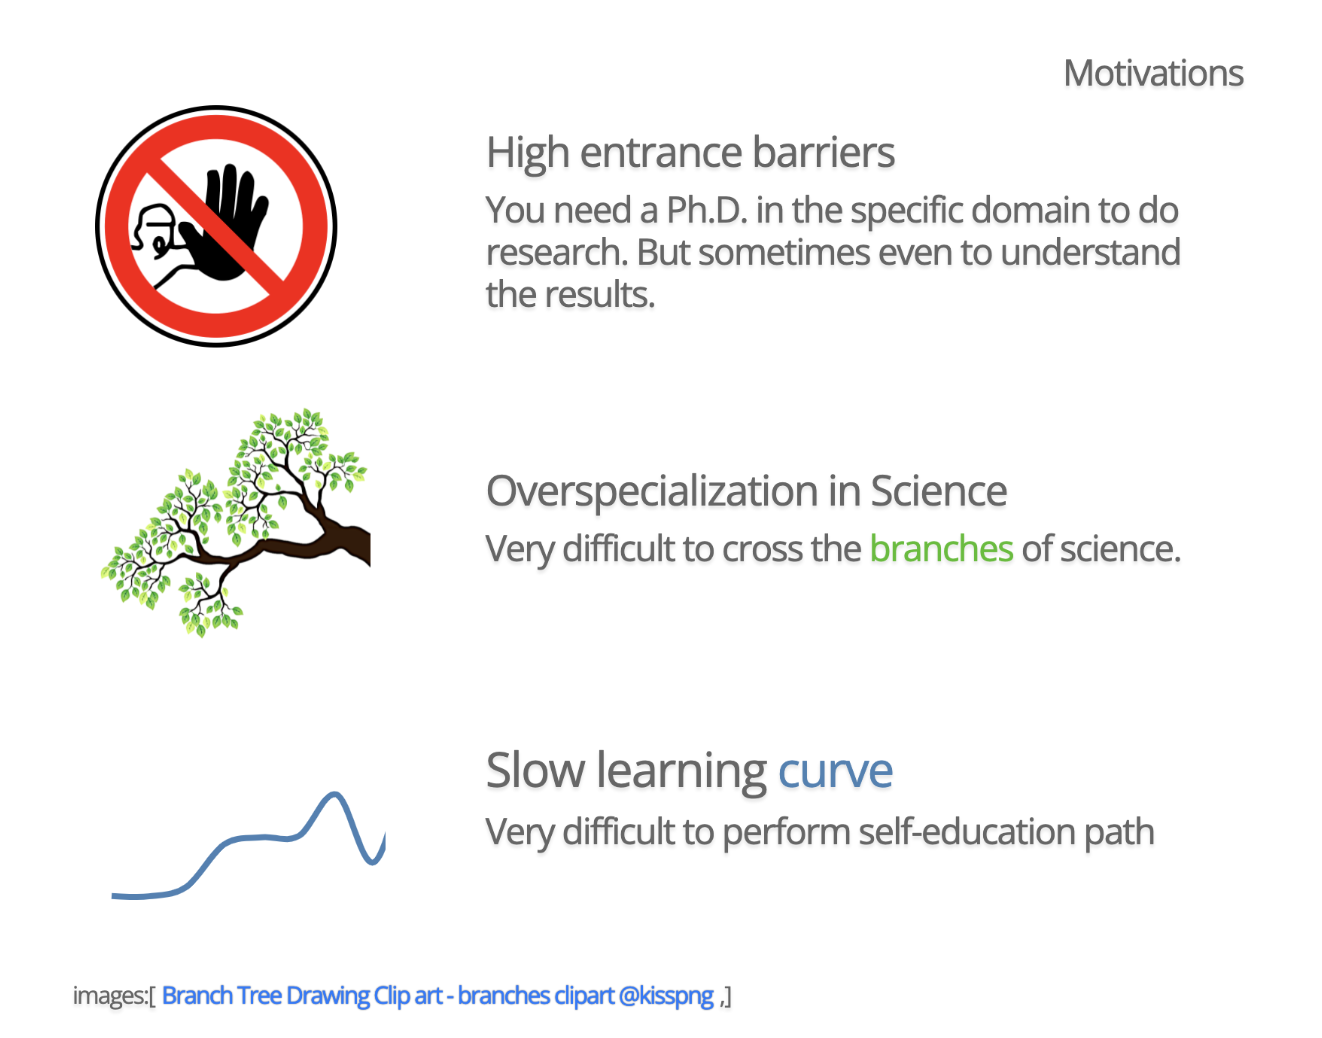 Motivations
High entrance barriers
You need a Ph.D. in the specific domain to do
research. But sometimes even to understand
the results.
Overspecialization in Science
Very difficult to cross the branches of science.
Slow learning curve
Very difficult to perform self-education path
images:[ Branch Tree Drawing Clip art - branches clipart @kisspng ,]